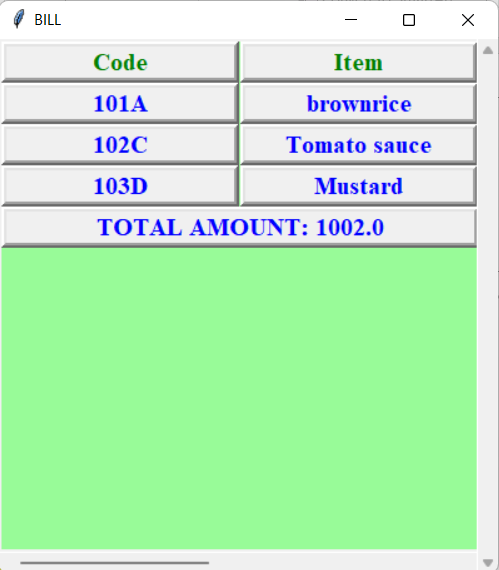 BILL
Code Item
101A brownrice
102C Tomato sauce
103D Mustard
TOTAL AMOUNT: 1002.0